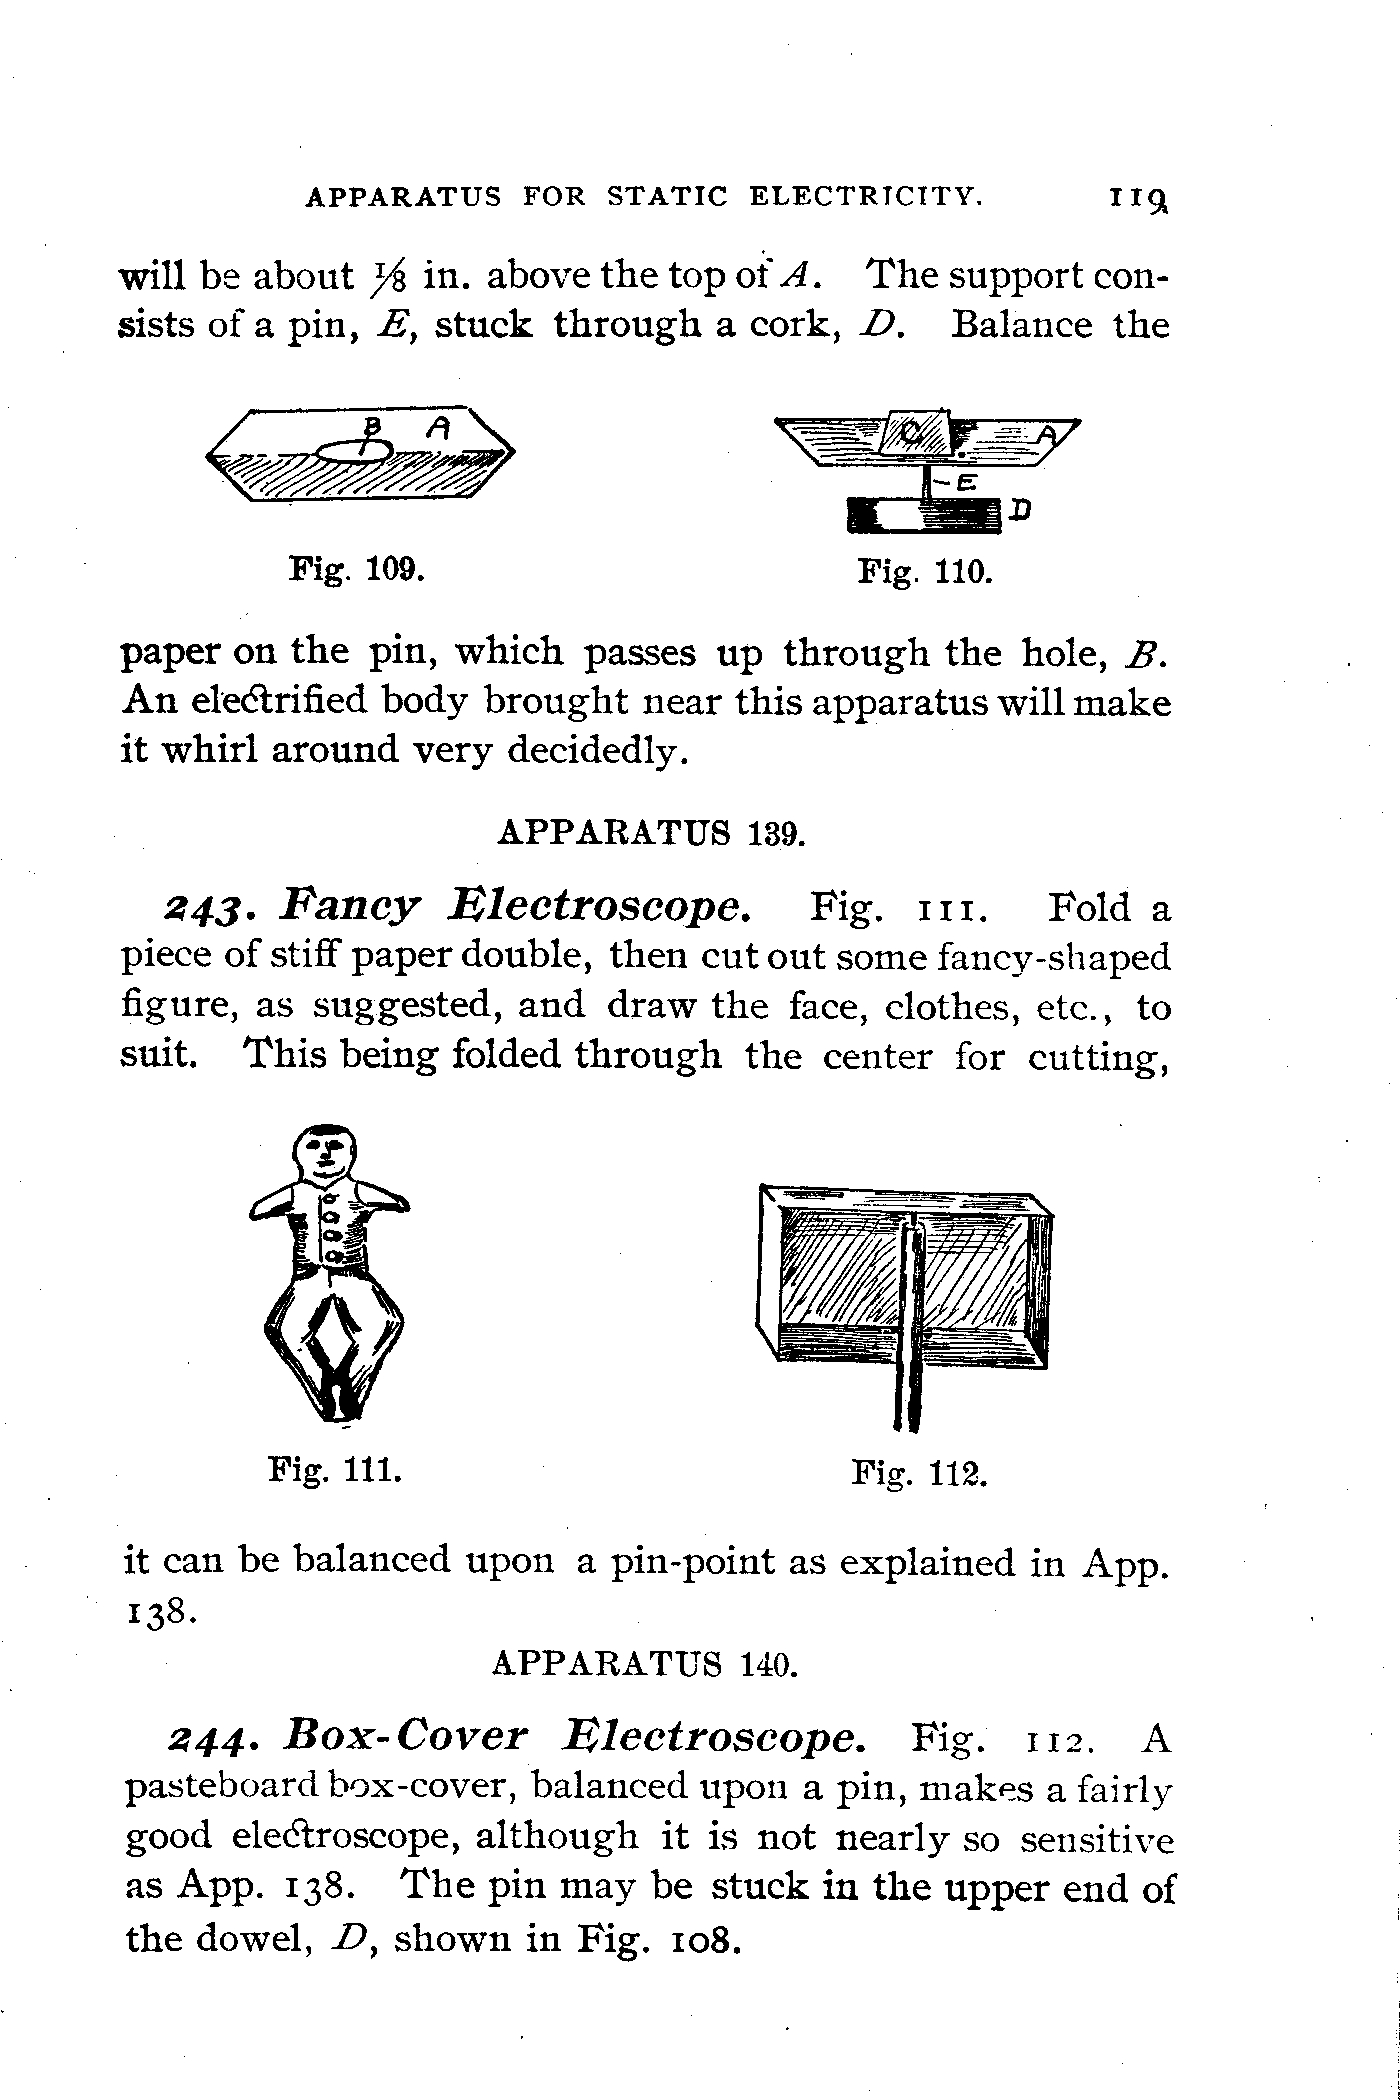 APPARATUS FOR STATIC ELECTRICITY. 119
will be about ⅛ in. above the top of A. The support con-
sists of a pin, E, stuck through a cork, D. Balance the
B A
C A
E
D
Fig. 109. Fig. 110.
paper on the pin, which passes up through the hole, B.
An electrified body brought near this apparatus will make
it whirl around very decidedly.
APPARATUS 139.
243. Fancy Electroscope. Fig. 111. Fold a
piece of stiff paper double, then cut out some fancy-shaped
figure, as suggested, and draw the face, clothes, etc., to
suit. This being folded through the center for cutting,
Fig. 111. Fig. 112.
it can be balanced upon a pin-point as explained in App.
138.
APPARATUS 140.
244. Box-Cover Electroscope. Fig. 112. A
pasteboard box-cover, balanced upon a pin, makes a fairly
good electroscope, although it is not nearly so sensitive
as App. 138. The pin may be stuck in the upper end of
the dowel, D, shown in Fig. 108.